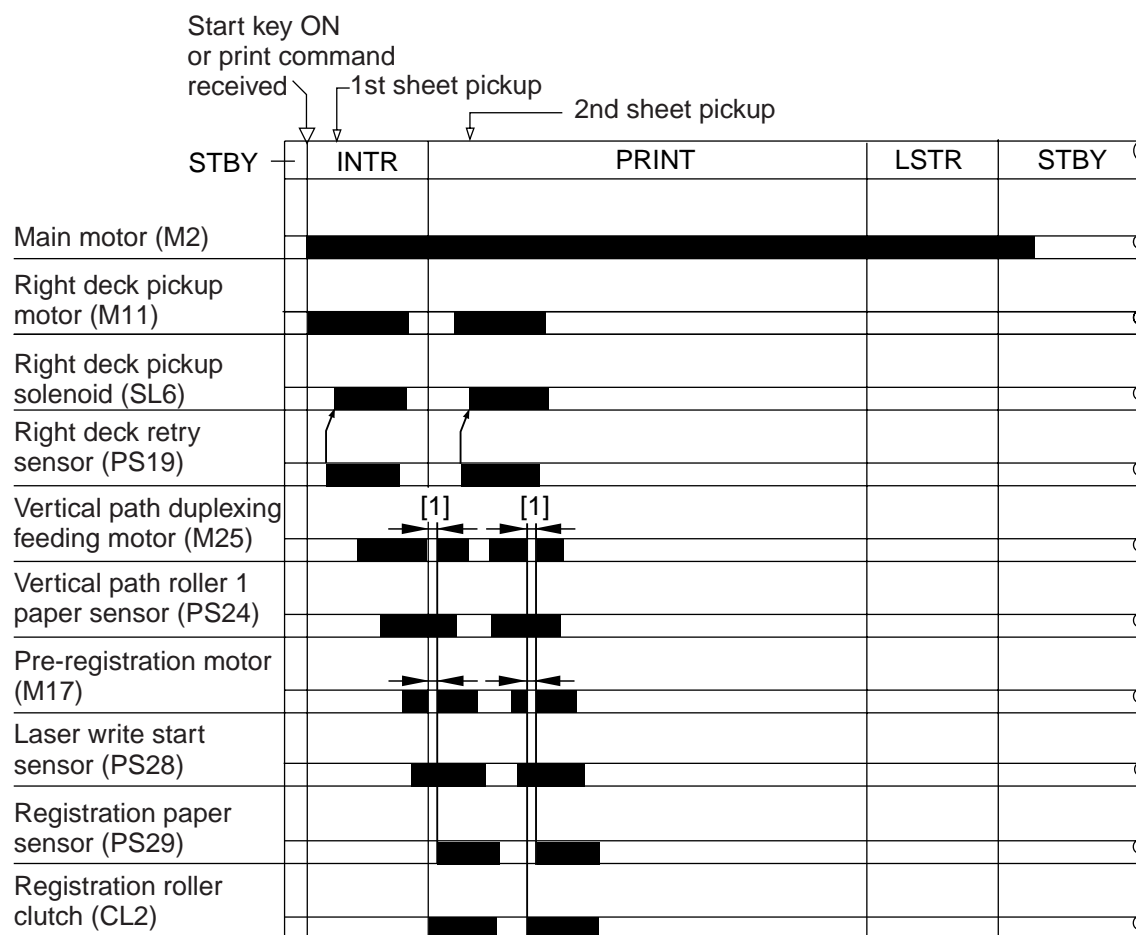 Start key ON
or print command
received
1st sheet pickup
2nd sheet pickup
STBY INTR PRINT LSTR STBY
Main motor (M2)
Right deck pickup
motor (M11)
Right deck pickup
solenoid (SL6)
Right deck retry
sensor (PS19)
Vertical path duplexing
feeding motor (M25)
[1] [1]
Vertical path roller 1
paper sensor (PS24)
Pre-registration motor
(M17)
Laser write start
sensor (PS28)
Registration paper
sensor (PS29)
Registration roller
clutch (CL2)